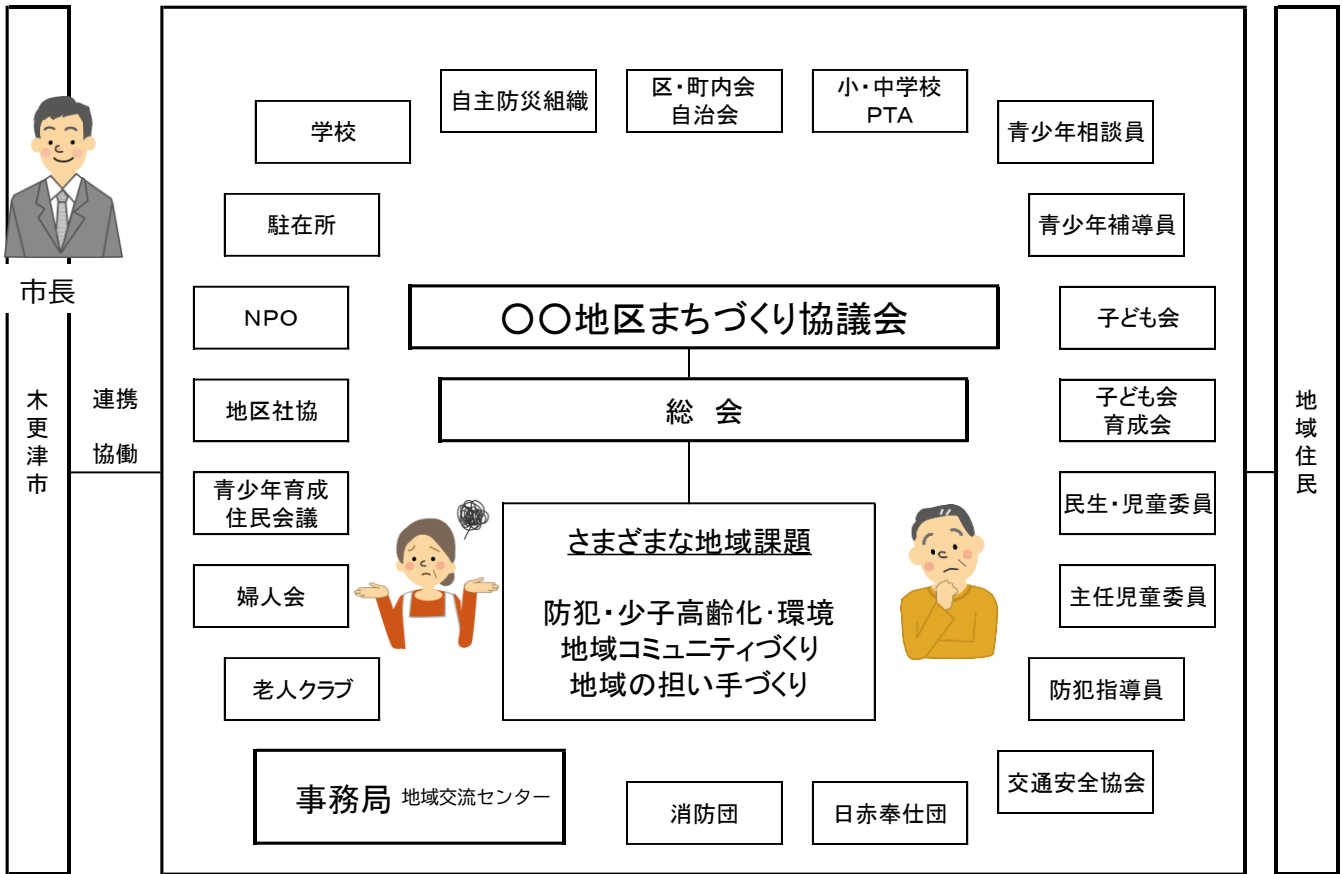 自主防災組織
区・町内会
自治会
小・中学校
PTA
学校
青少年相談員
駐在所
青少年補導員
市長
NPO
〇〇地区まちづくり協議会
子ども会
木更津市
連携
協働
地区社協
総 会
子ども会
育成会
地域住民
青少年育成
住民会議
さまざまな地域課題
防犯・少子高齢化・環境
地域コミュニティづくり
地域の担い手づくり
民生・児童委員
婦人会
主任児童委員
老人クラブ
防犯指導員
事務局 地域交流センター
消防団
日赤奉仕団
交通安全協会